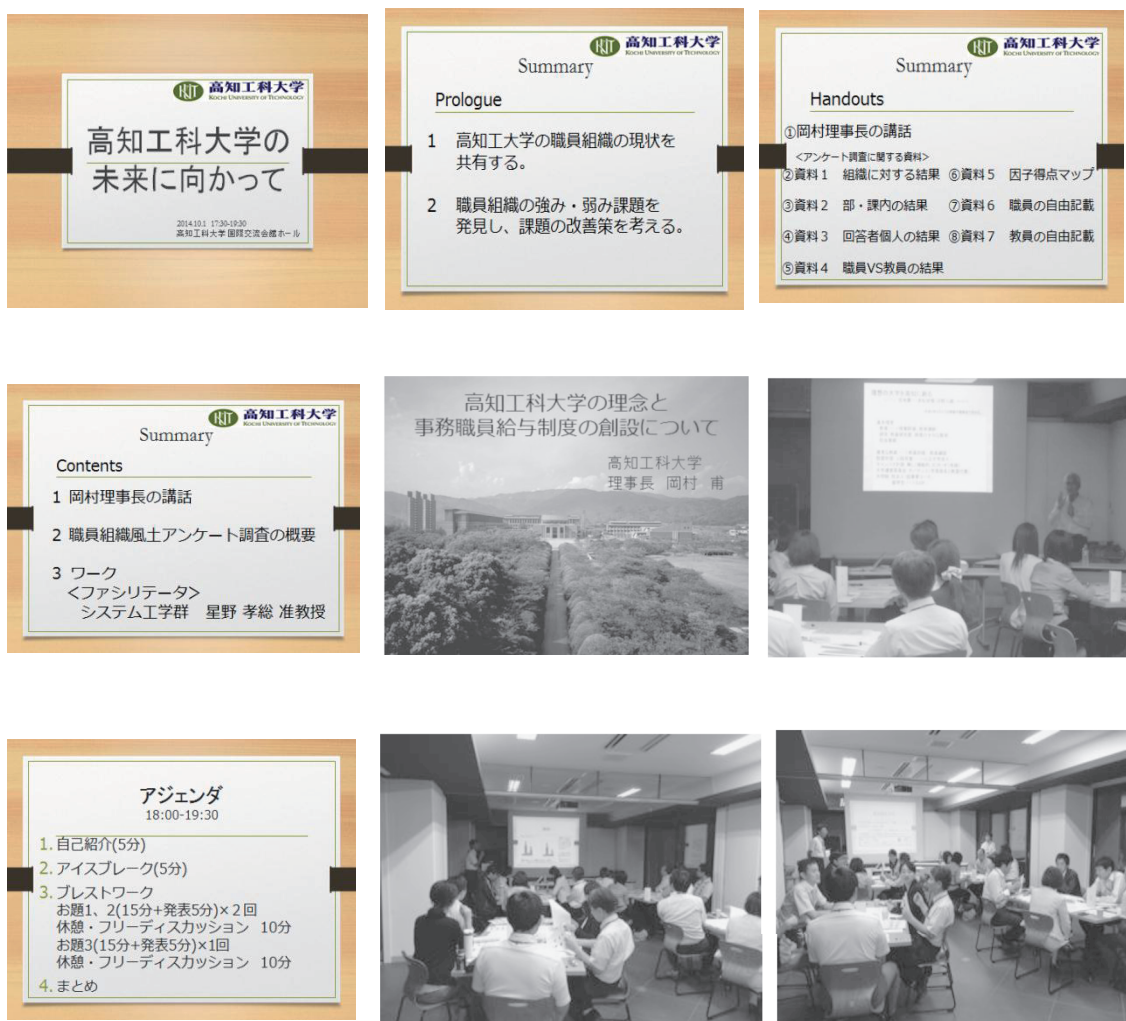 高知工科大学
KOCHI UNIVERSITY OF TECHNOLOGY
高知工科大学の
未来に向かって
2014.10.1 17:30-19:30
高知工科大学 国際交流会館ホール
高知工科大学
KOCHI UNIVERSITY OF TECHNOLOGY
Summary
Prologue
1 高知工大学の職員組織の現状を
共有する。
2 職員組織の強み・弱み課題を
発見し、課題の改善策を考える。
高知工科大学
KOCHI UNIVERSITY OF TECHNOLOGY
Summary
Handouts
①岡村理事長の講話
<アンケート調査に関する資料>
②資料1 組織に対する結果 ⑥資料5 因子得点マップ
③資料2 部・課内の結果 ⑦資料6 職員の自由記載
④資料3 回答者個人の結果 ⑧資料7 教員の自由記載
⑤資料4 職員VS教員の結果
高知工科大学
KOCHI UNIVERSITY OF TECHNOLOGY
Summary
Contents
1 岡村理事長の講話
2 職員組織風土アンケート調査の概要
3 ワーク
<ファシリテータ>
システム工学群 星野 孝総 准教授
高知工科大学の理念と
事務職員給与制度の創設について
高知工科大学
理事長 岡村 甫
アジェンダ
18:00-19:30
1. 自己紹介(5分)
2. アイスブレーク(5分)
3. ブレストワーク
お題1、2(15分+発表5分)×2回
休憩・フリーディスカッション 10分
お題3(15分+発表5分)×1回
休憩・フリーディスカッション 10分
4. まとめ